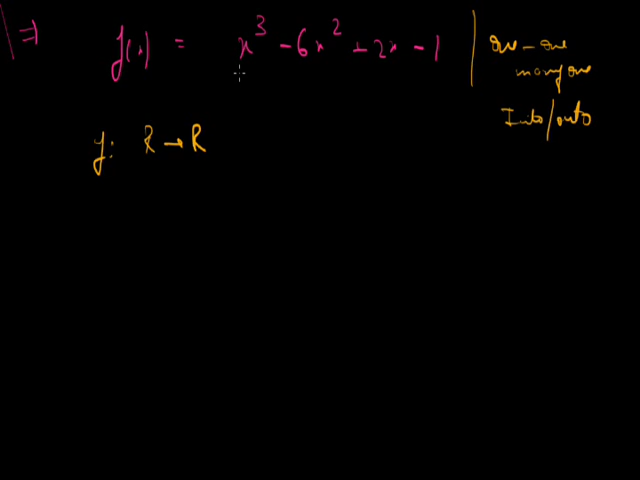 ⇒ f(x) = x³ - 6x² + 2x - 1
one-one
many one
Into/onto
f: R → R